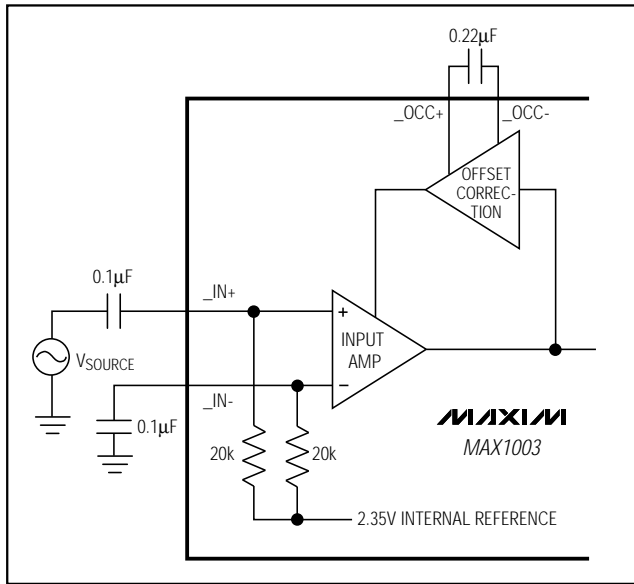 0.22µF
_OCC+
_OCC-
OFFSET
CORREC-
TION
0.1µF
_IN+
+
INPUT
AMP
VSOURCE
−
_IN-
0.1µF
20k
20k
MAXIM
MAX1003
2.35V INTERNAL REFERENCE